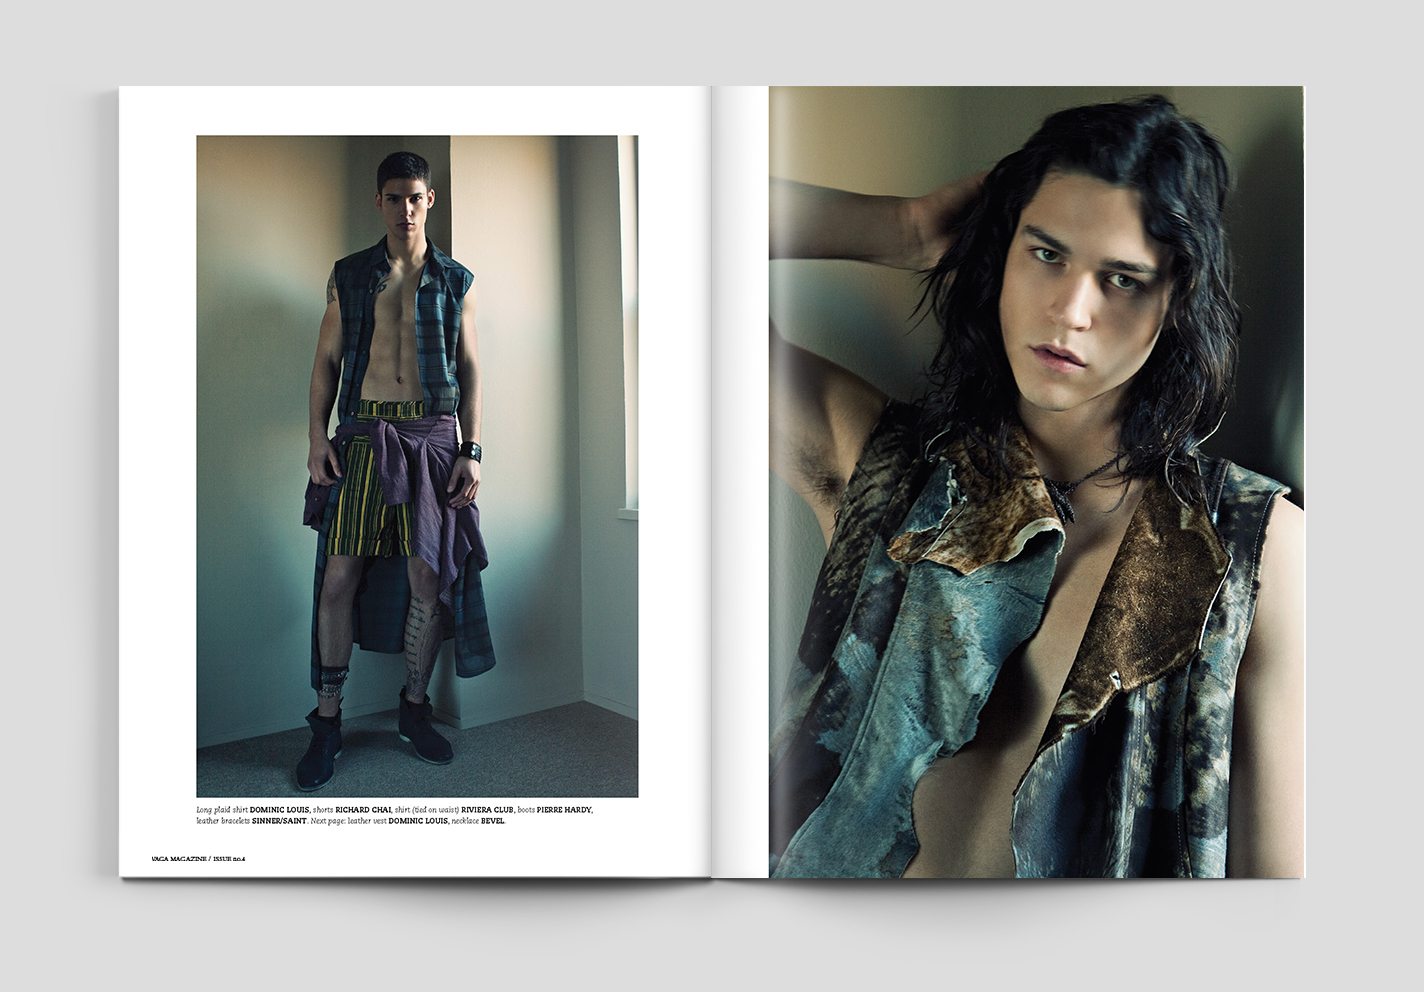 Long plaid shirt DOMINIC LOUIS, shorts RICHARD CHAI, shirt (tied on waist) RIVIERA CLUB, boots PIERRE HARDY,
leather bracelets SINNER/SAINT. Next page: leather vest DOMINIC LOUIS, necklace BEVEL.
VAGA MAGAZINE / ISSUE no.4